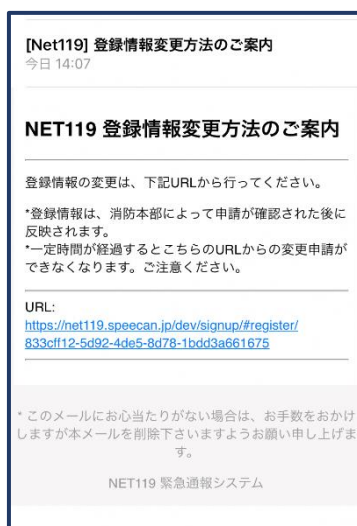 [Net119] 登録情報変更方法のご案内
今日 14:07
NET119 登録情報変更方法のご案内
登録情報の変更は、下記URLから行ってください。
*登録情報は、消防本部によって申請が確認された後に
反映されます。
*一定時間が経過するとこちらのURLからの変更申請が
できなくなります。ご注意ください。
URL:
https://net119.speecan.jp/dev/signup/#register/
833cff12-5d92-4de5-8d78-1bdd3a661675
* このメールにお心当たりがない場合は、お手数をおかけ
しますが本メールを削除下さいますようお願い申し上げま
す。
NET119 緊急通報システム